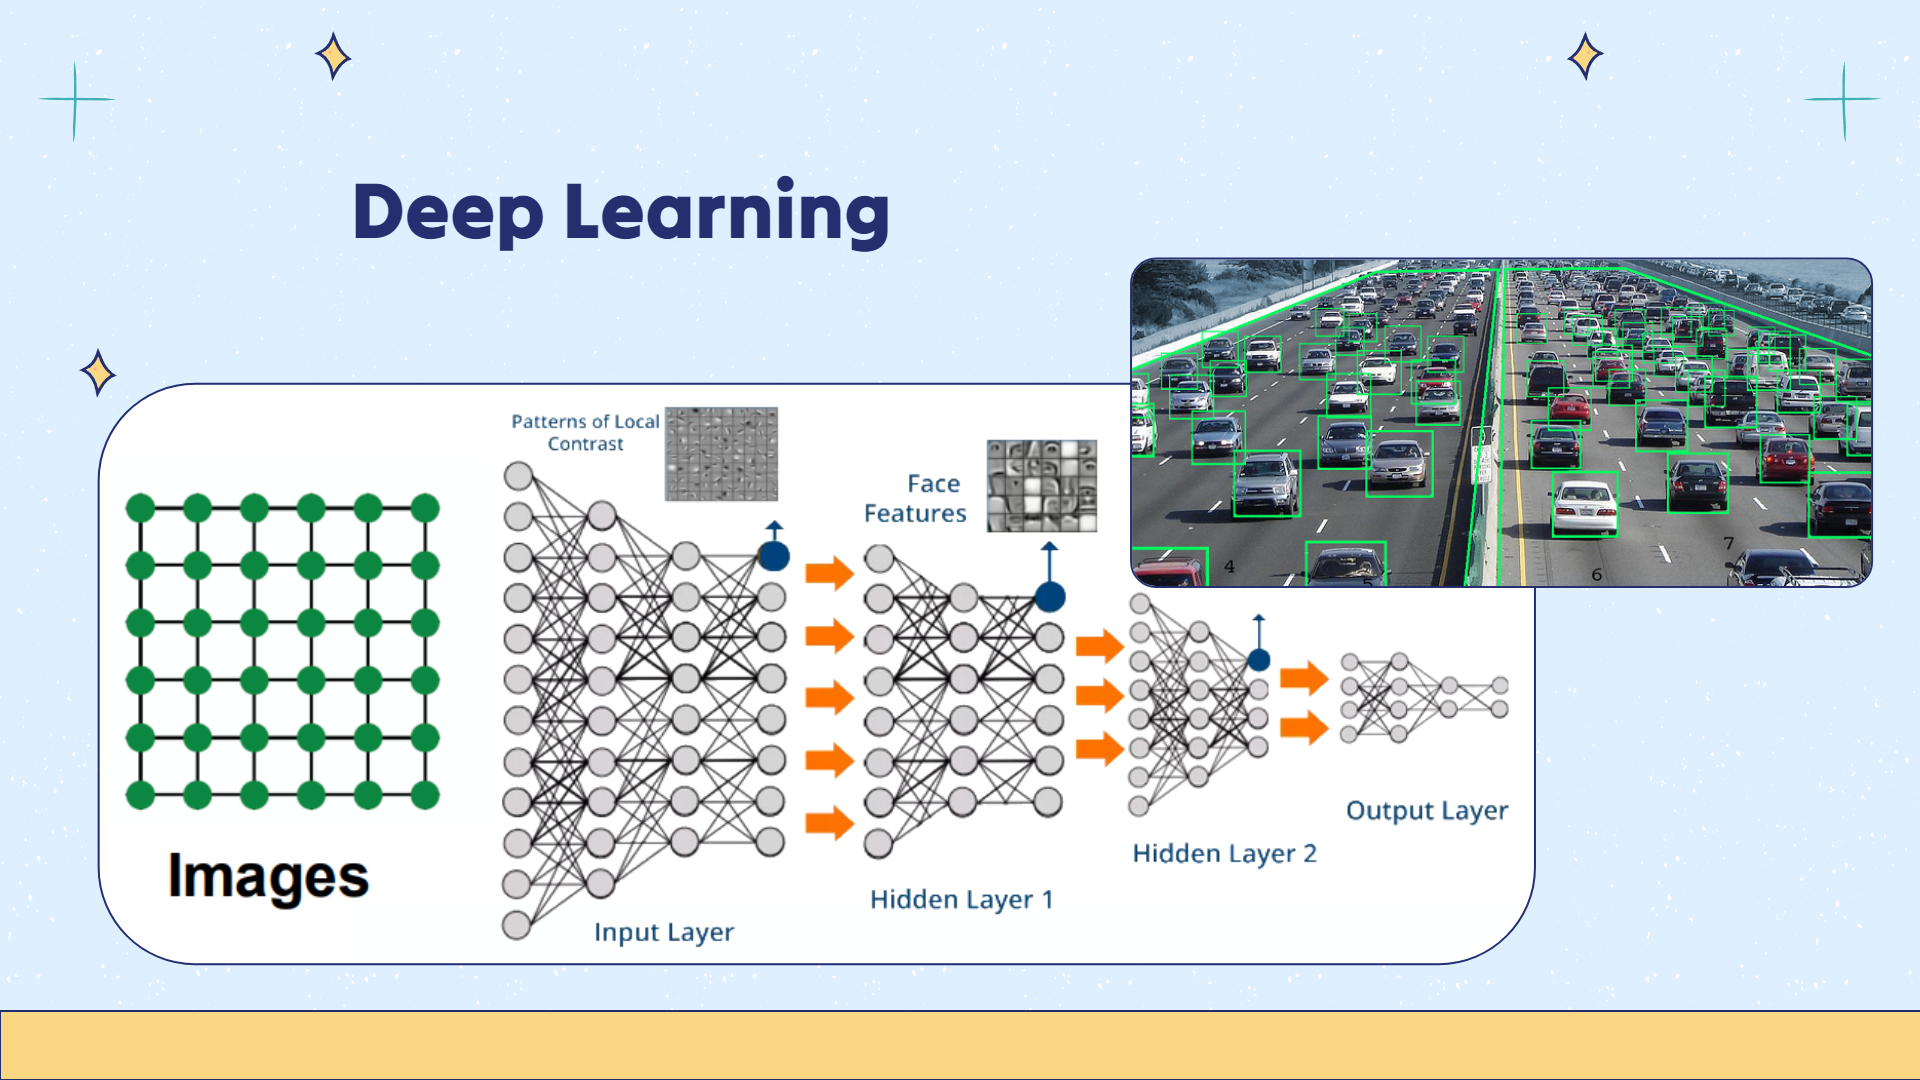 Deep Learning
Patterns of Local
Contrast
Face
Features
4
5
6
7
Images
Input Layer
Hidden Layer 1
Hidden Layer 2
Output Layer